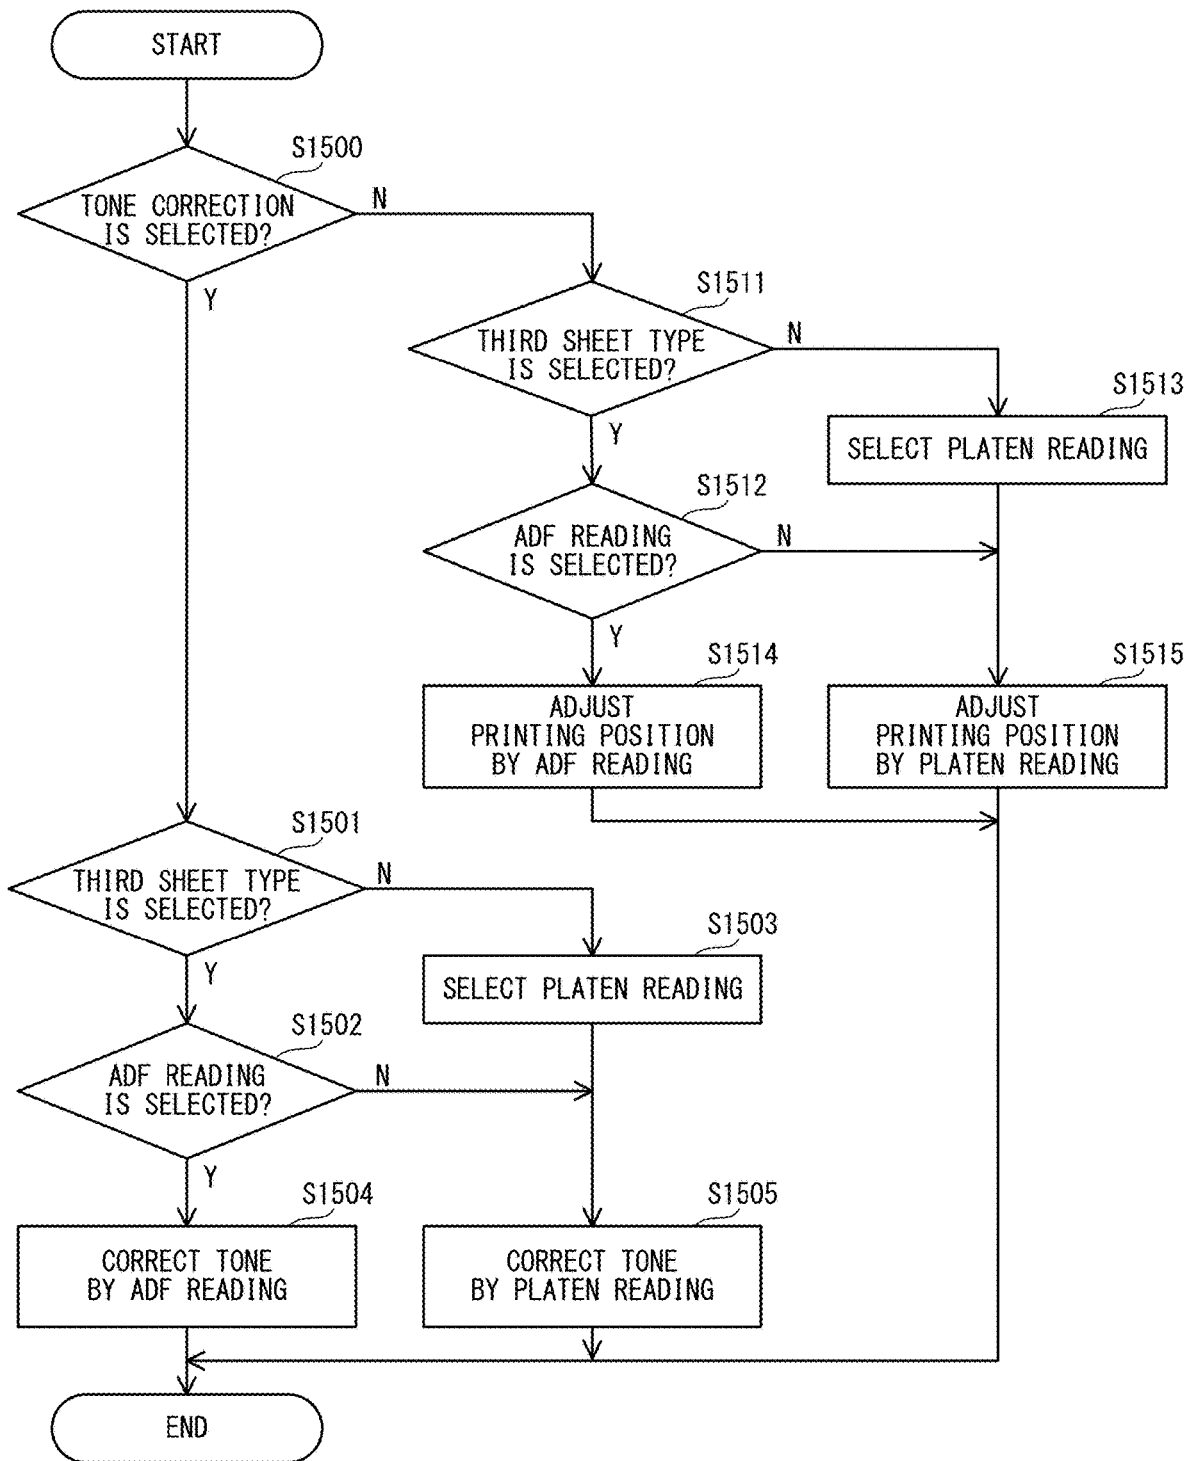 START
S1500
TONE CORRECTION
IS SELECTED?
N
Y
S1511
THIRD SHEET TYPE
IS SELECTED?
N
Y
S1513
SELECT PLATEN READING
S1512
ADF READING
IS SELECTED?
N
Y
S1514
ADJUST
PRINTING POSITION
BY ADF READING
S1515
ADJUST
PRINTING POSITION
BY PLATEN READING
S1501
THIRD SHEET TYPE
IS SELECTED?
N
Y
S1503
SELECT PLATEN READING
S1502
ADF READING
IS SELECTED?
N
Y
S1504
CORRECT TONE
BY ADF READING
S1505
CORRECT TONE
BY PLATEN READING
END